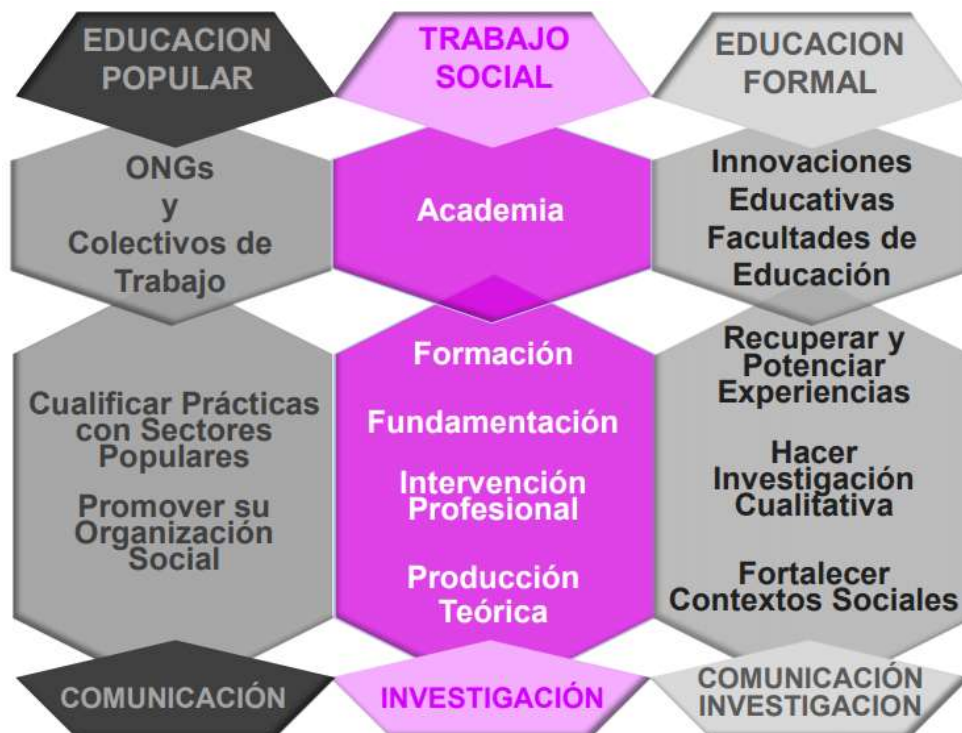 EDUCACION
POPULAR
ONGs
y
Colectivos de
Trabajo
Cualificar Prácticas
con Sectores
Populares
Promover su
Organización
Social
COMUNICACIÓN
TRABAJO
SOCIAL
Academia
Formación
Fundamentación
Intervención
Profesional
Producción
Teórica
INVESTIGACIÓN
EDUCACION
FORMAL
Innovaciones
Educativas
Facultades de
Educación
Recuperar y
Potenciar
Experiencias
Hacer
Investigación
Cualitativa
Fortalecer
Contextos Sociales
COMUNICACIÓN
INVESTIGACION